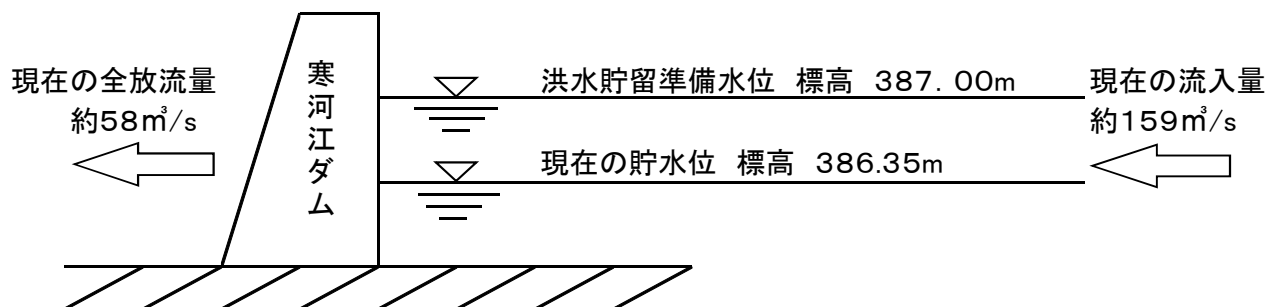 現在の全放流量
約58㎥/s
寒河江ダム
洪水貯留準備水位 標高 387.00m
現在の貯水位 標高 386.35m
現在の流入量
約159㎥/s